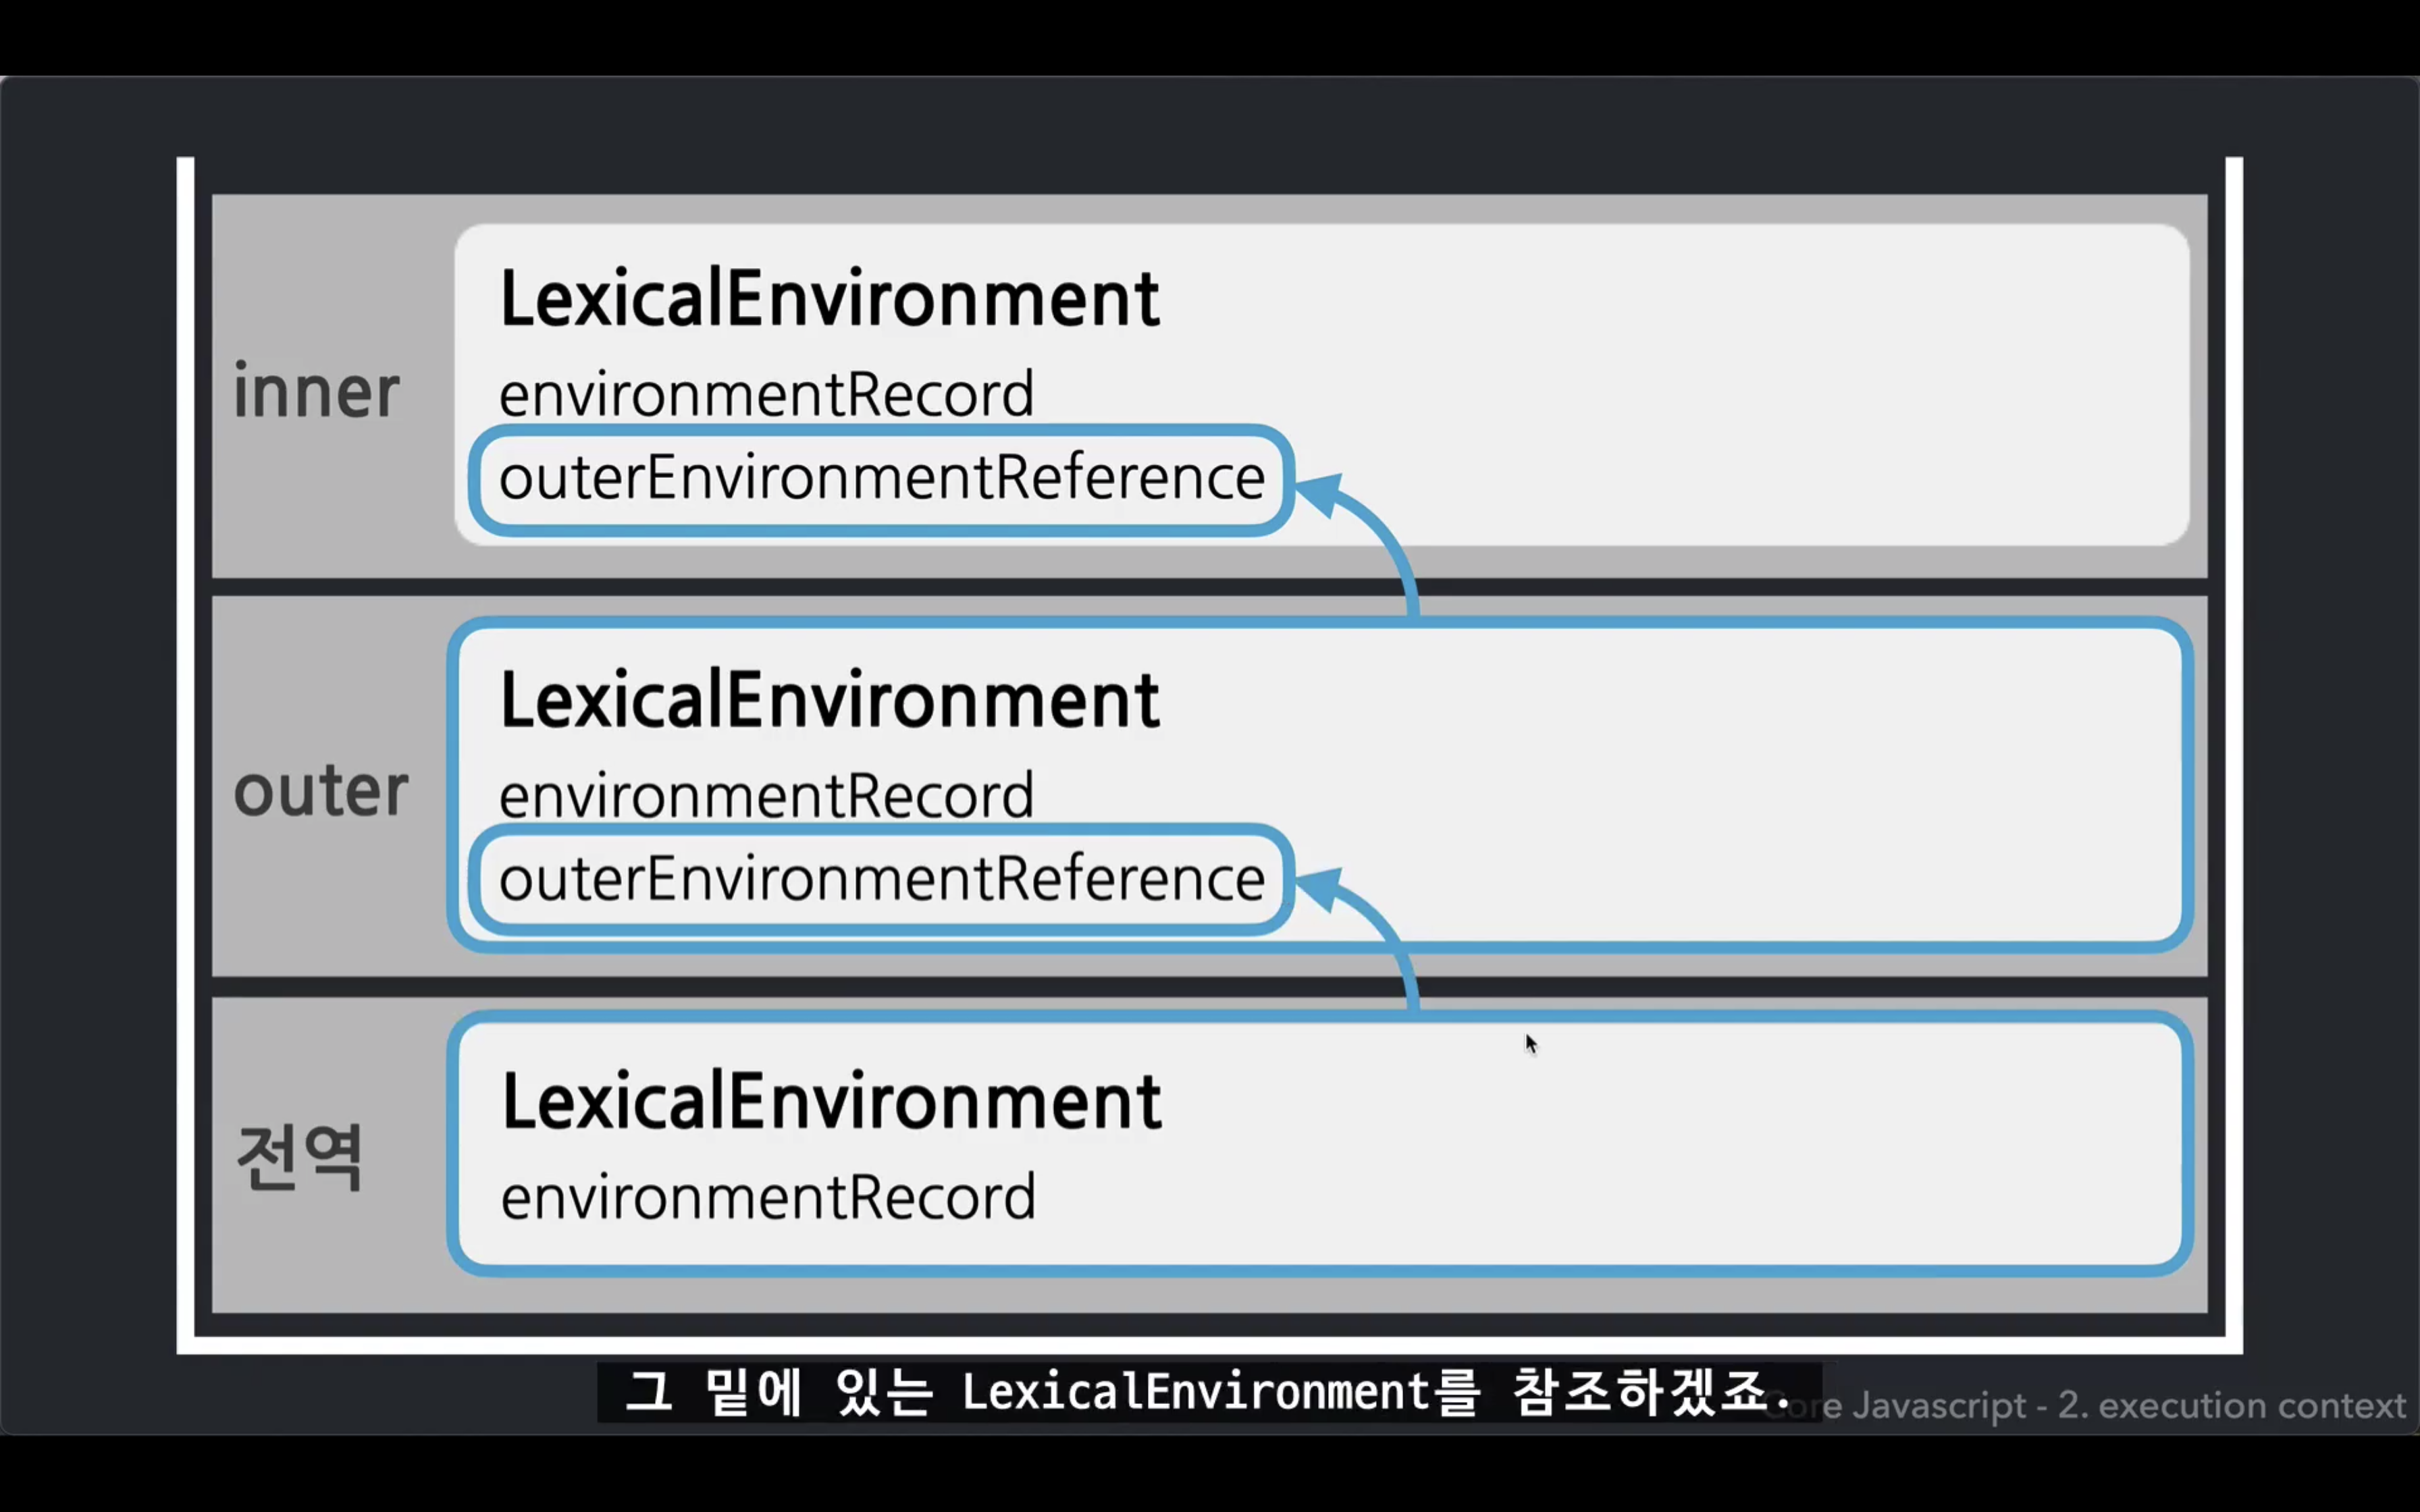 LexicalEnvironment
inner
environmentRecord
outerEnvironmentReference
LexicalEnvironment
outer
environmentRecord
outerEnvironmentReference
LexicalEnvironment
전역
environmentRecord
그 밑에 있는 LexicalEnvironment를 참조하겠죠.
Core Javascript - 2. execution context